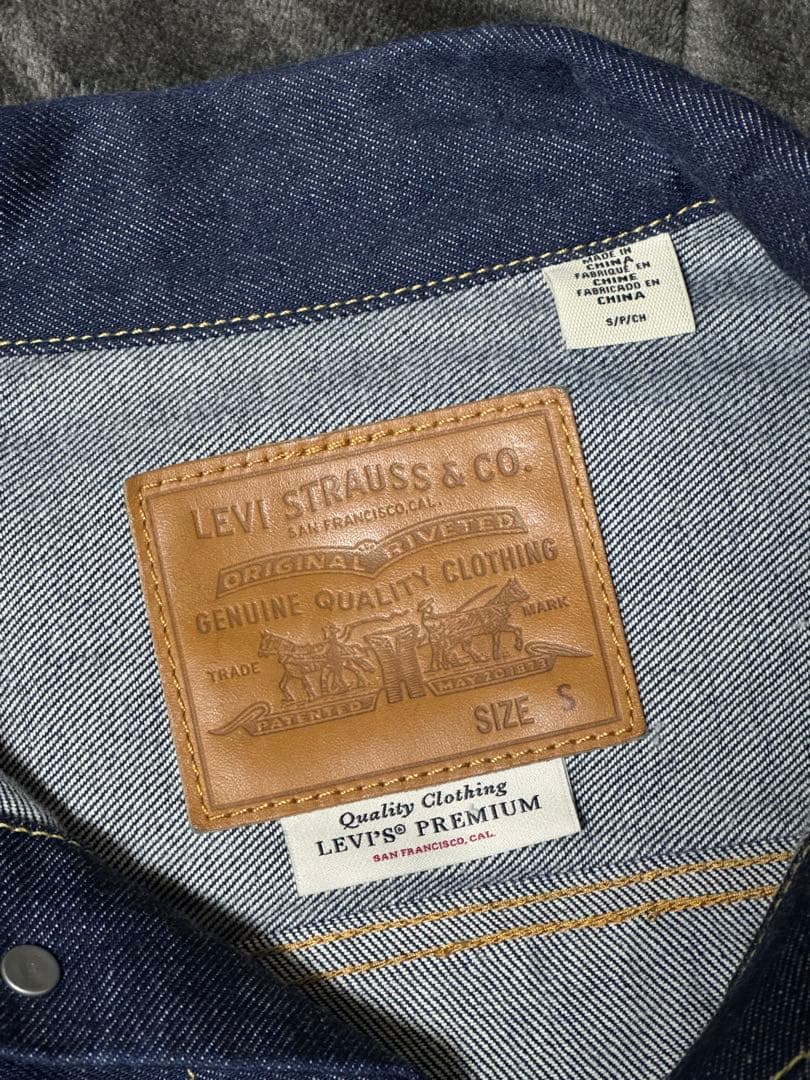 MADE IN
CHINA
FABRIQUÉ EN
CHINE
FABRICADO EN
CHINA
S/P/CH
LEVI STRAUSS & CO.
SAN FRANCISCO, CAL.
ORIGINAL RIVETED
GENUINE QUALITY CLOTHING
TRADE MARK
PATENTED MAY 20 1873
SIZE S
Quality Clothing
LEVI'S® PREMIUM
SAN FRANCISCO, CAL.